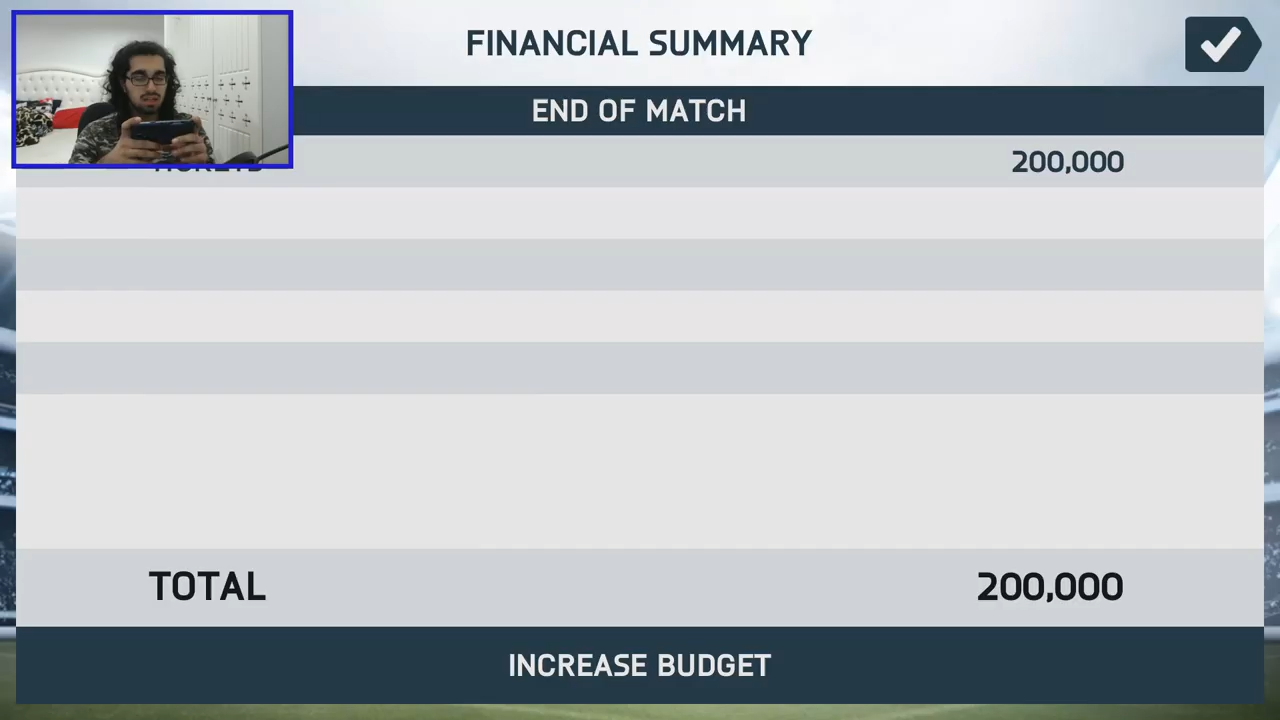 FINANCIAL SUMMARY
END OF MATCH
200,000
TOTAL 200,000
INCREASE BUDGET